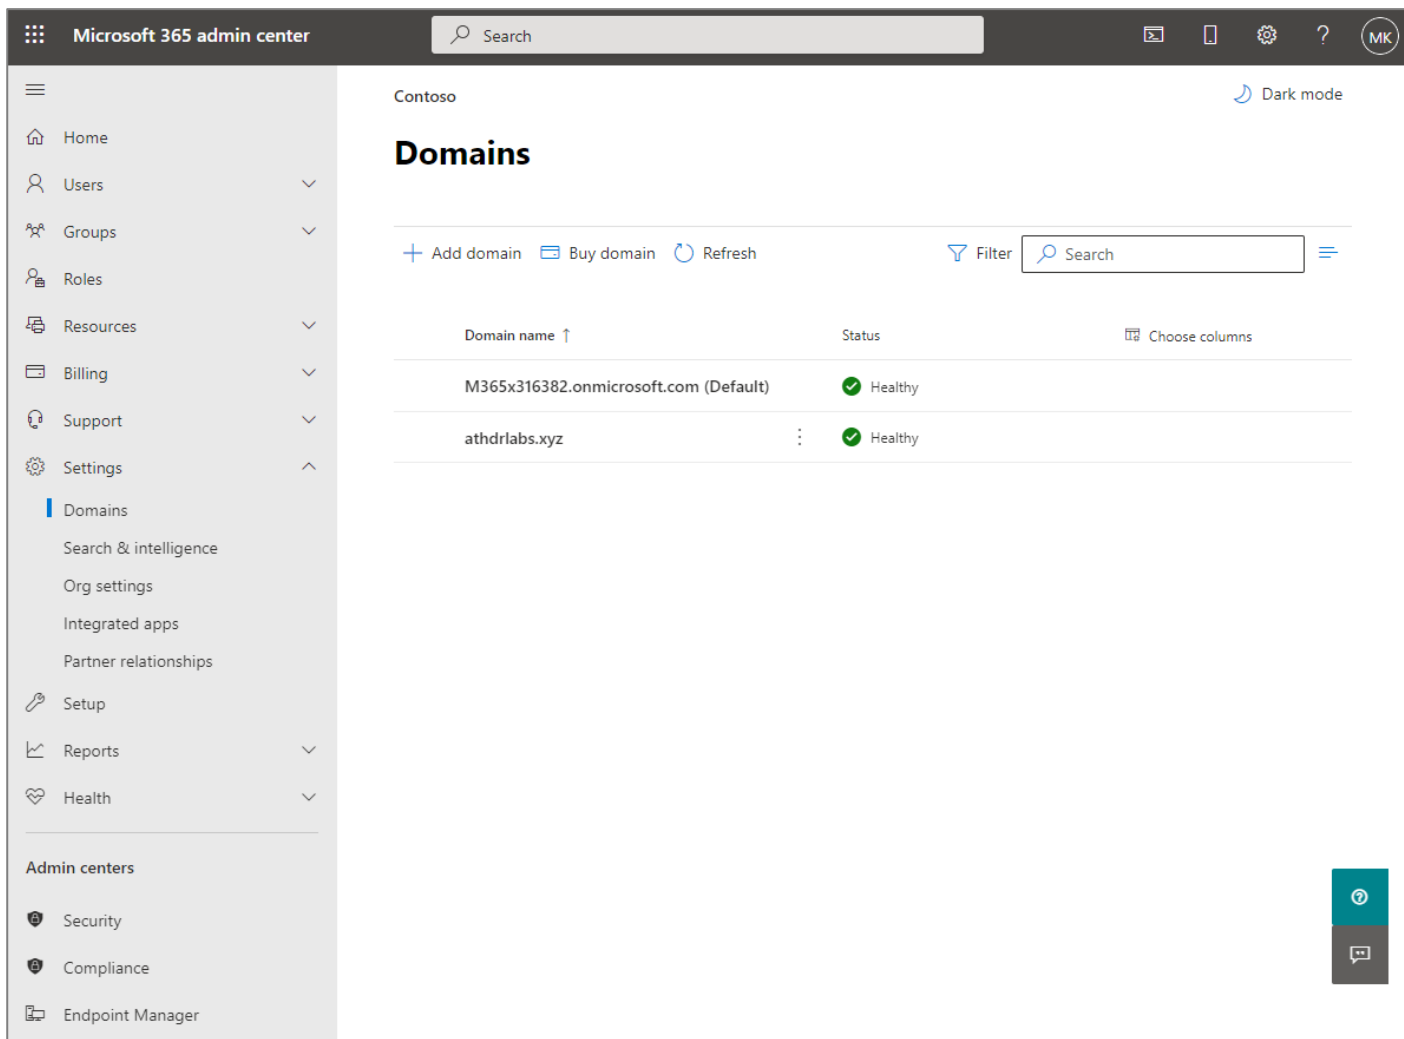 Microsoft 365 admin center
Search
MK
Contoso
Dark mode
Domains
Home
Users
Groups
Roles
Resources
Billing
Support
Settings
Domains
Search & intelligence
Org settings
Integrated apps
Partner relationships
Setup
Reports
Health
Admin centers
Security
Compliance
Endpoint Manager
Add domain Buy domain Refresh Filter Search
Domain name ↑ Status Choose columns
M365x316382.onmicrosoft.com (Default) Healthy
athdrlabs.xyz Healthy